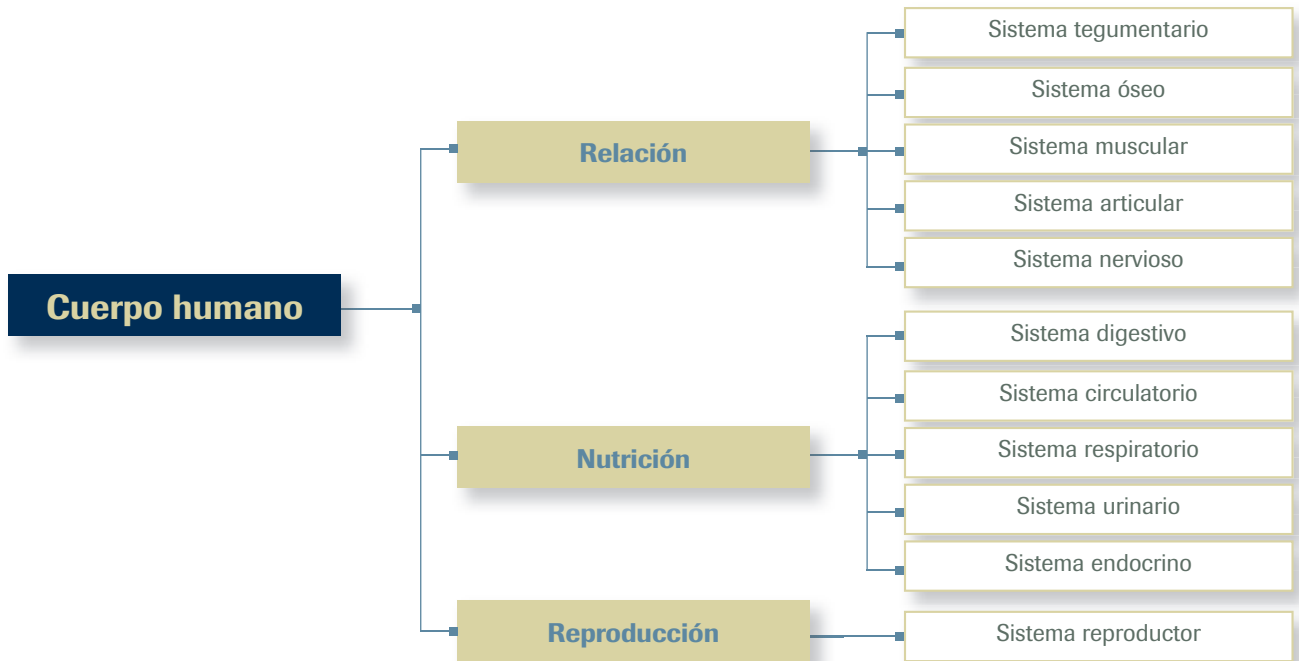 Cuerpo humano
Relación
Sistema tegumentario
Sistema óseo
Sistema muscular
Sistema articular
Sistema nervioso
Nutrición
Sistema digestivo
Sistema circulatorio
Sistema respiratorio
Sistema urinario
Sistema endocrino
Reproducción
Sistema reproductor